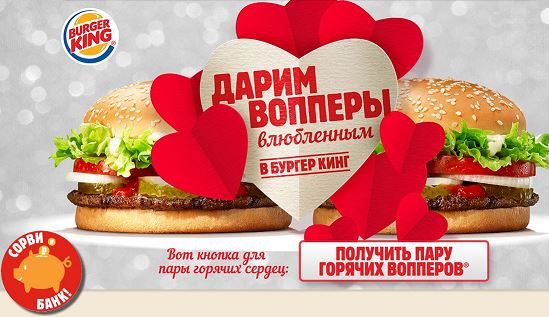 BURGER
KING
ДАРИМ
ВОППЕРЫ
влюбленным
В БУРГЕР КИНГ
Вот кнопка для
пары горячих сердец:
ПОЛУЧИТЬ ПАРУ
ГОРЯЧИХ ВОППЕРОВ®
СОРВИ
БАНК!